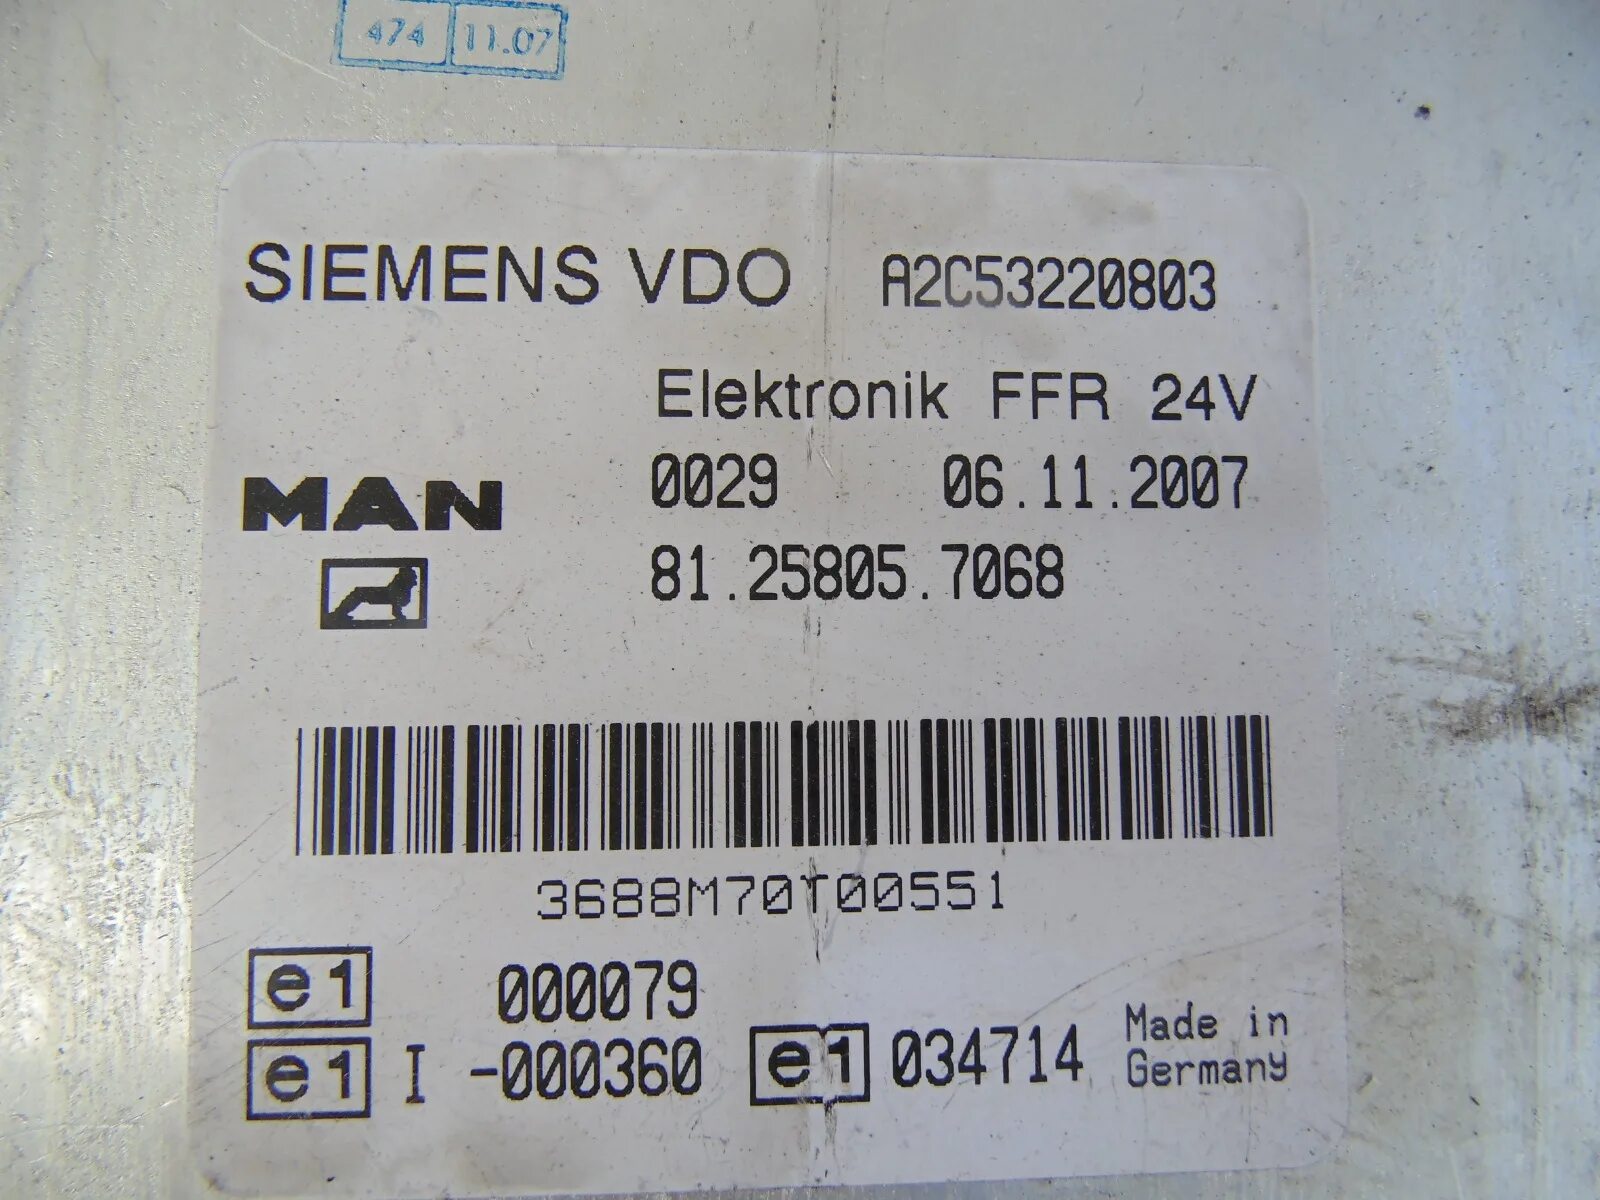 474 11.07
SIEMENS VDO A2C53220803
Elektronik FFR 24V
0029 06.11.2007
MAN
81.25805.7068
3688M70T00551
e1 000079
e1 I -000360 e1 034714
Made in
Germany